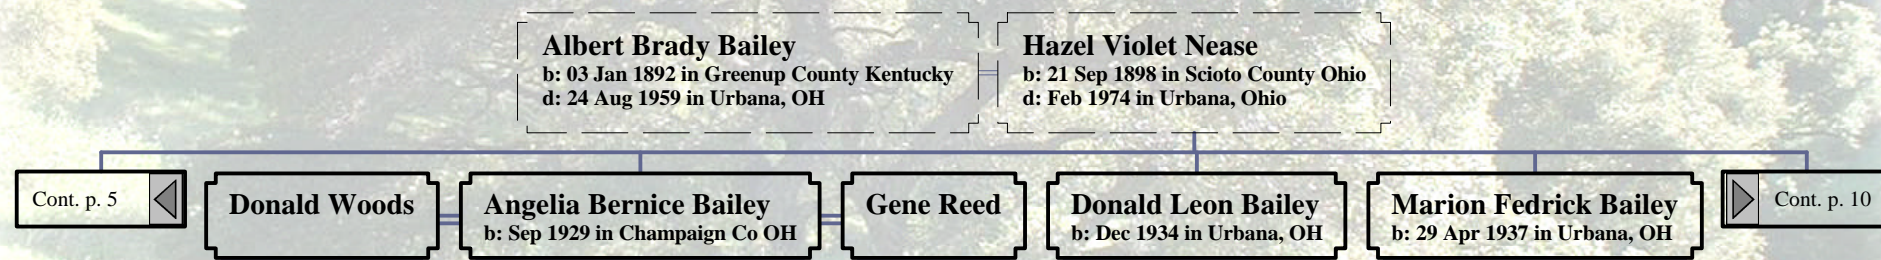 Albert Brady Bailey
b: 03 Jan 1892 in Greenup County Kentucky
d: 24 Aug 1959 in Urbana, OH
Hazel Violet Nease
b: 21 Sep 1898 in Scioto County Ohio
d: Feb 1974 in Urbana, Ohio
Cont. p. 5
Donald Woods
Angelia Bernice Bailey
b: Sep 1929 in Champaign Co OH
Gene Reed
Donald Leon Bailey
b: Dec 1934 in Urbana, OH
Marion Fedrick Bailey
b: 29 Apr 1937 in Urbana, OH
Cont. p. 10